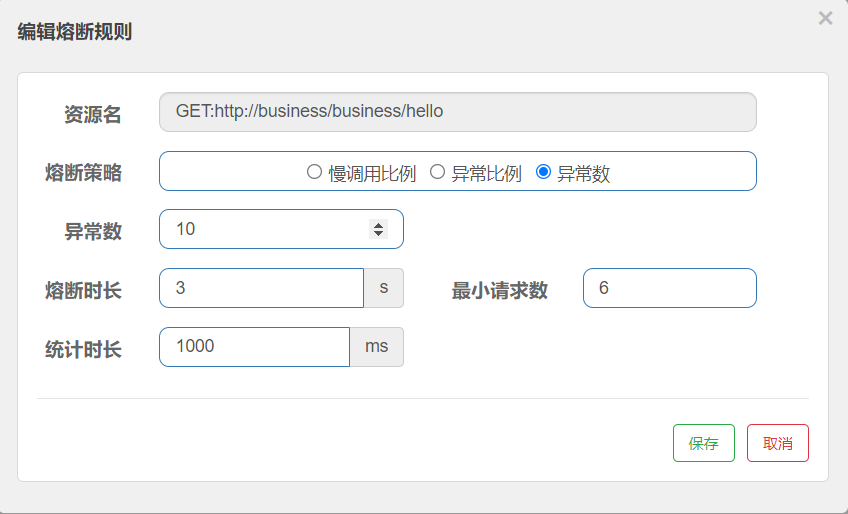 编辑熔断规则
×
资源名 GET:http://business/business/hello
熔断策略 慢调用比例 异常比例 异常数
异常数 10
熔断时长 3 s 最小请求数 6
统计时长 1000 ms
保存 取消